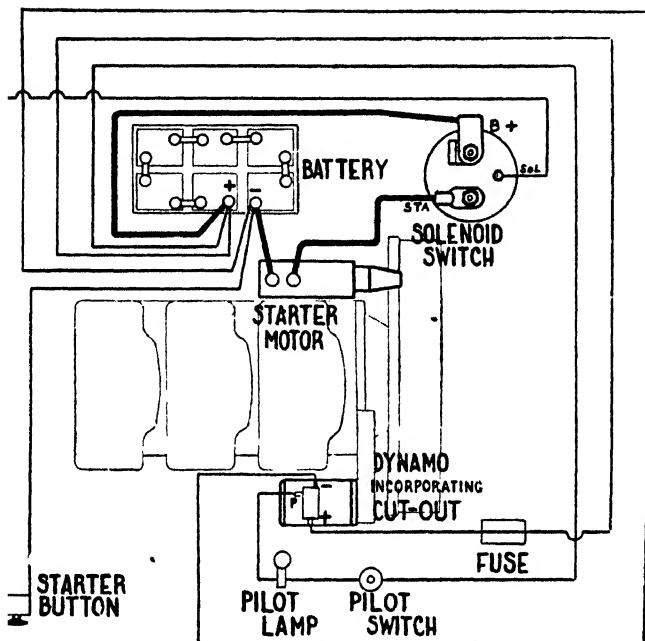 B +
SOL
BATTERY
+
-
STA
SOLENOID
SWITCH
STARTER
MOTOR
DYNAMO
INCORPORATING
CUT-OUT
-
P
+
FUSE
STARTER
BUTTON
PILOT
LAMP
PILOT
SWITCH